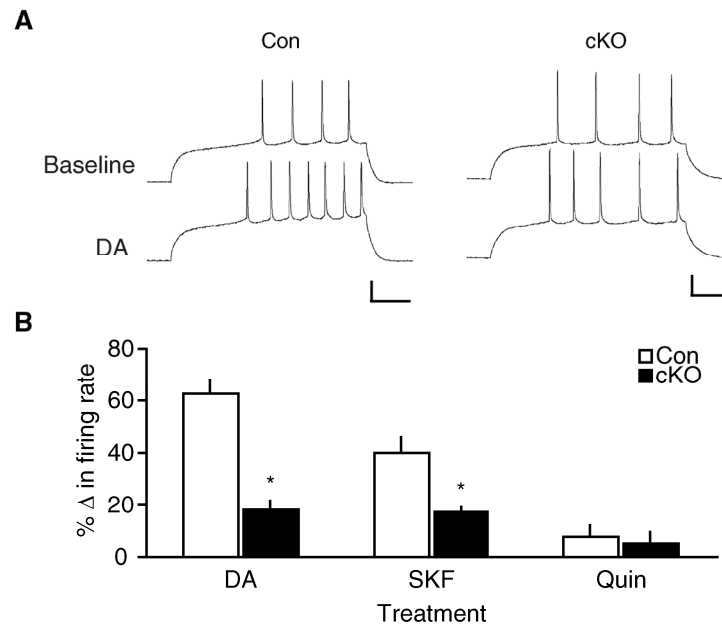 A
Con
cKO
Baseline
DA
B
% Δ in firing rate
80
60
40
20
0
Con
cKO
*
*
DA
SKF
Quin
Treatment